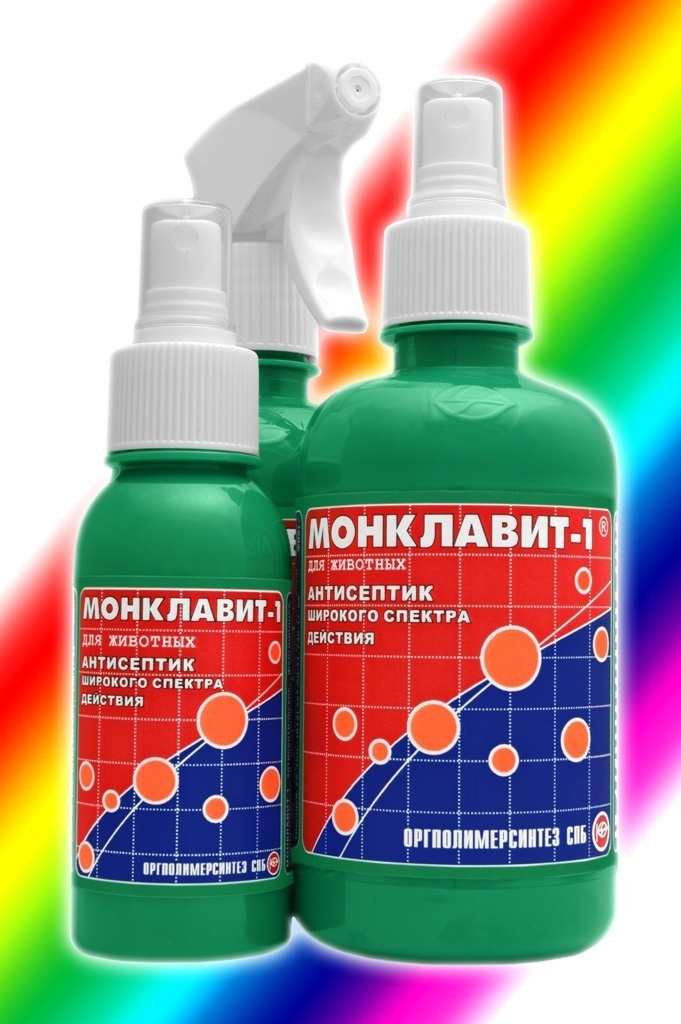 МОНКЛАВИТ-1
ДЛЯ ЖИВОТНЫХ
АНТИСЕПТИК
ШИРОКОГО СПЕКТРА
ДЕЙСТВИЯ
ОРГПОЛИМЕРСИНТЕЗ СПБ
МОНКЛАВИТ-1®
ДЛЯ ЖИВОТНЫХ
АНТИСЕПТИК
ШИРОКОГО СПЕКТРА
ДЕЙСТВИЯ
ОРГПОЛИМЕРСИНТЕЗ СПБ